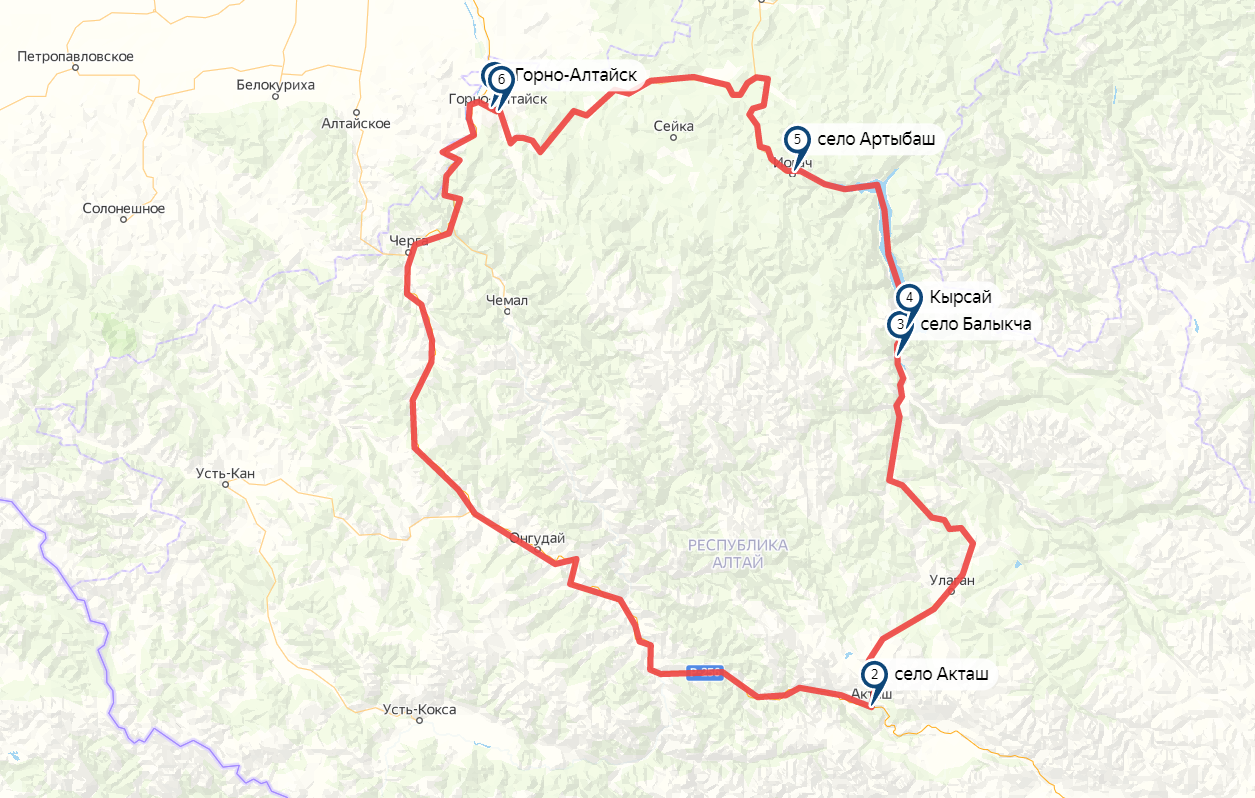 Петропавловское
Белокуриха
Алтайское
6
Горно-Алтайск
Горно-Алтайск
Сейка
5
село Артыбаш
Иогач
Солонешное
Черга
Чемал
4
Кырсай
3
село Балыкча
Усть-Кан
Онгудай
РЕСПУБЛИКА
АЛТАЙ
Улаган
2
село Акташ
Акташ
Усть-Кокса